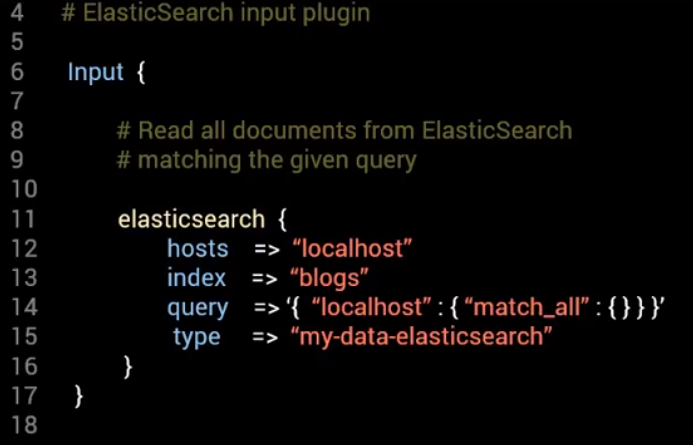 4 # ElasticSearch input plugin
5
6 Input {
7
8 # Read all documents from ElasticSearch
9 # matching the given query
10
11 elasticsearch {
12 hosts => “localhost”
13 index => “blogs”
14 query =>‘{ “localhost” : { “match_all” : { } } }’
15 type => “my-data-elasticsearch”
16 }
17 }
18